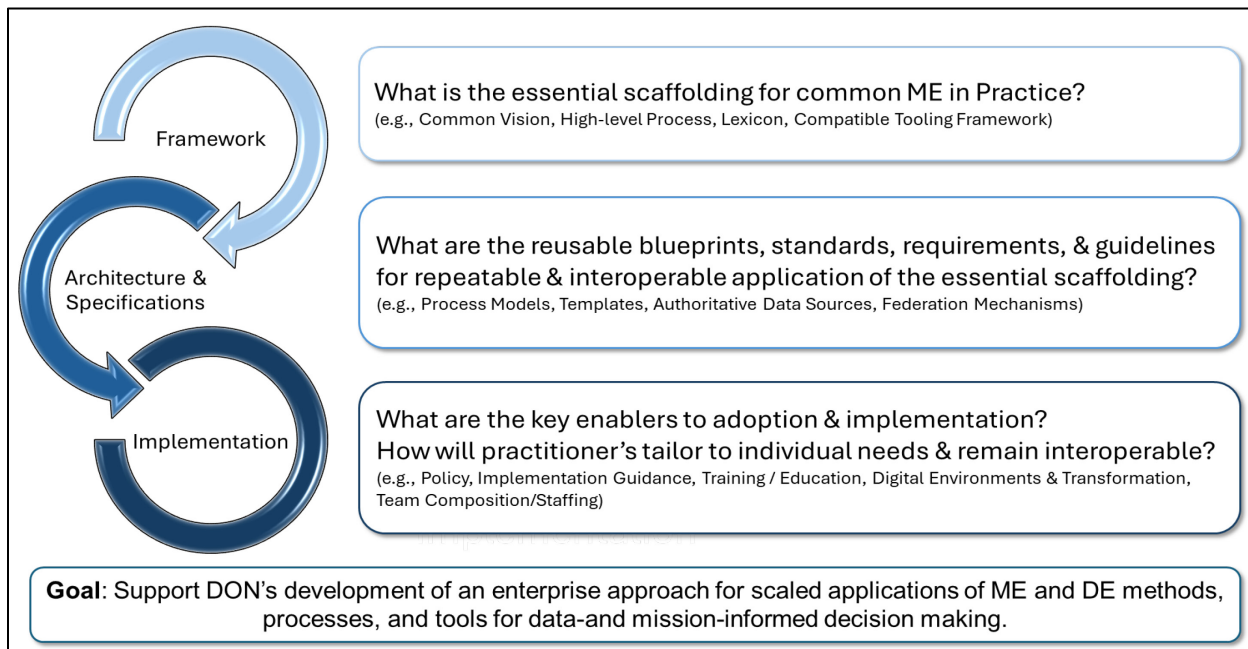 Framework
What is the essential scaffolding for common ME in Practice?
(e.g., Common Vision, High-level Process, Lexicon, Compatible Tooling Framework)
Architecture &
Specifications
What are the reusable blueprints, standards, requirements, & guidelines
for repeatable & interoperable application of the essential scaffolding?
(e.g., Process Models, Templates, Authoritative Data Sources, Federation Mechanisms)
Implementation
What are the key enablers to adoption & implementation?
How will practitioner's tailor to individual needs & remain interoperable?
(e.g., Policy, Implementation Guidance, Training / Education, Digital Environments & Transformation,
Team Composition/Staffing)
Goal: Support DON's development of an enterprise approach for scaled applications of ME and DE methods,
processes, and tools for data-and mission-informed decision making.